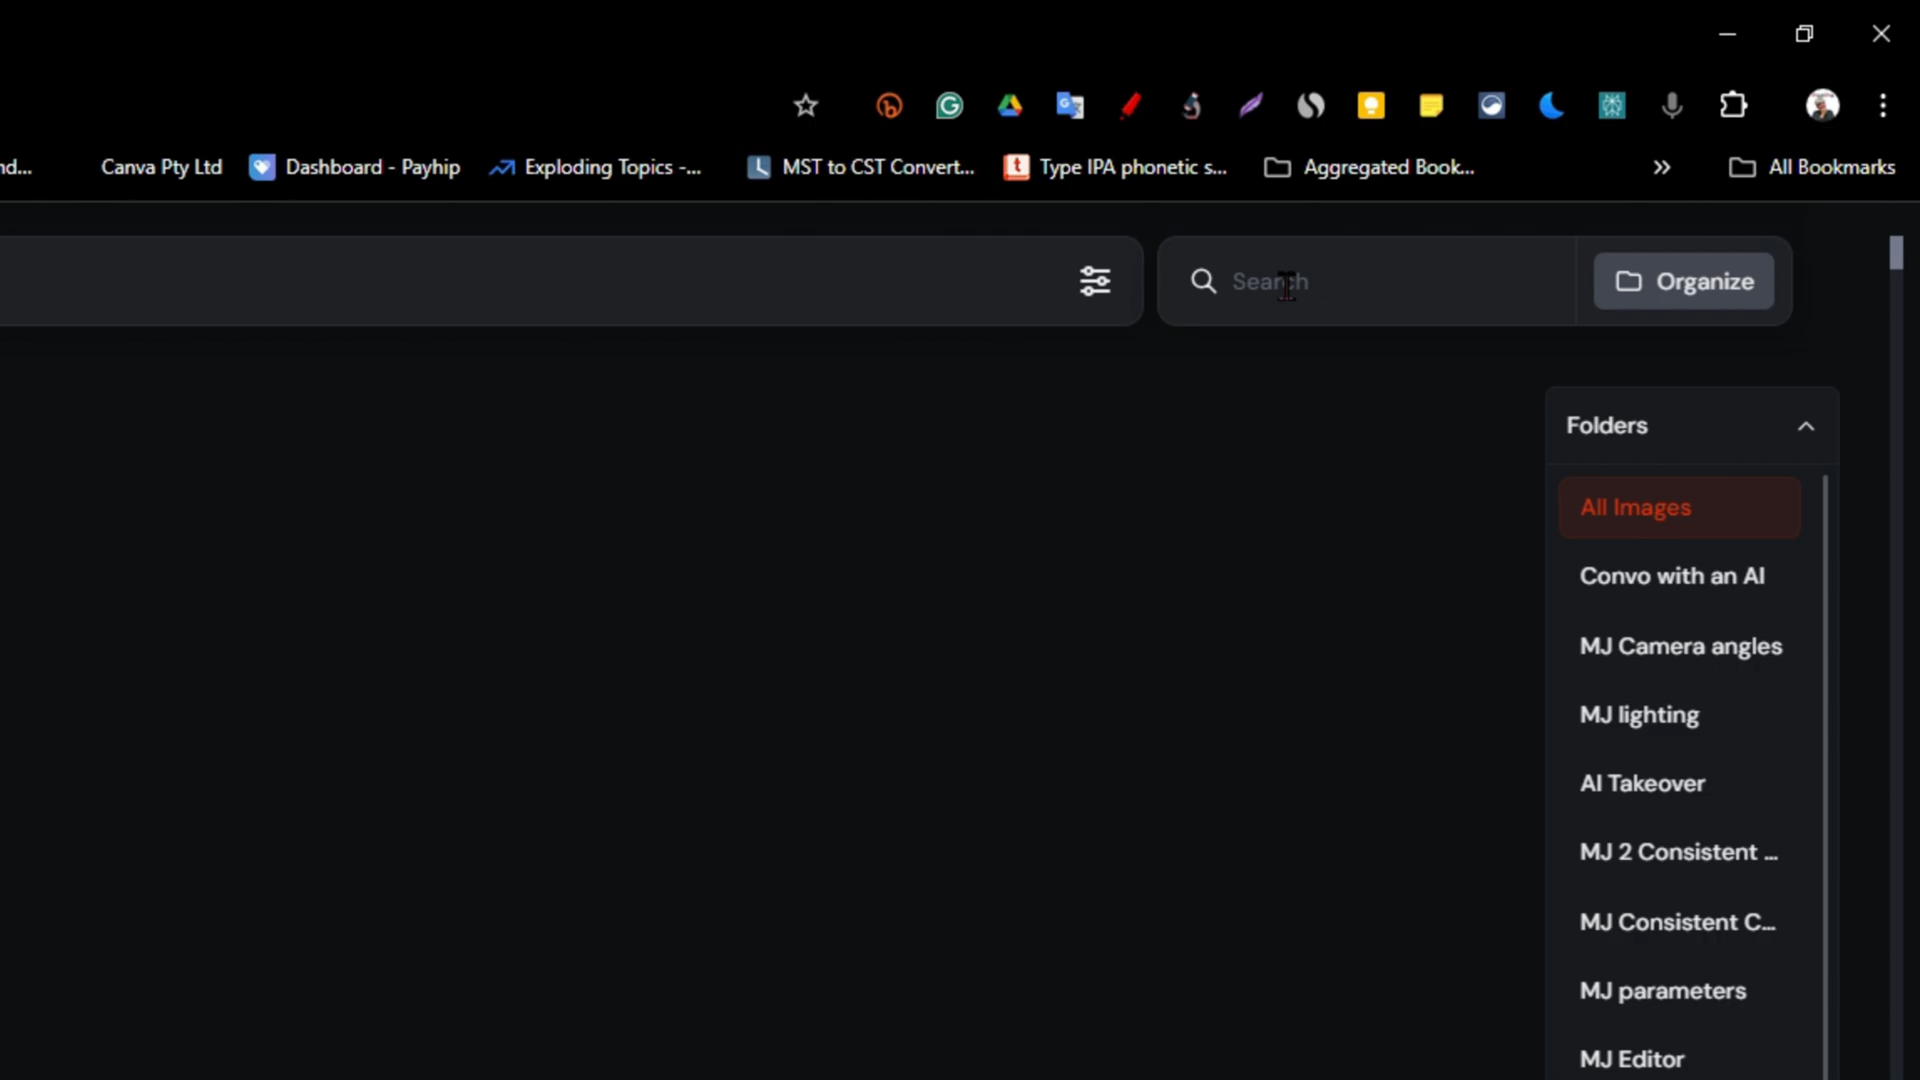 nd...
Canva Pty Ltd
Dashboard - Payhip
Exploding Topics -...
MST to CST Convert...
Type IPA phonetic s...
Aggregated Book...
All Bookmarks
Search
Organize
Folders
All Images
Convo with an AI
MJ Camera angles
MJ lighting
AI Takeover
MJ 2 Consistent ...
MJ Consistent C...
MJ parameters
MJ Editor